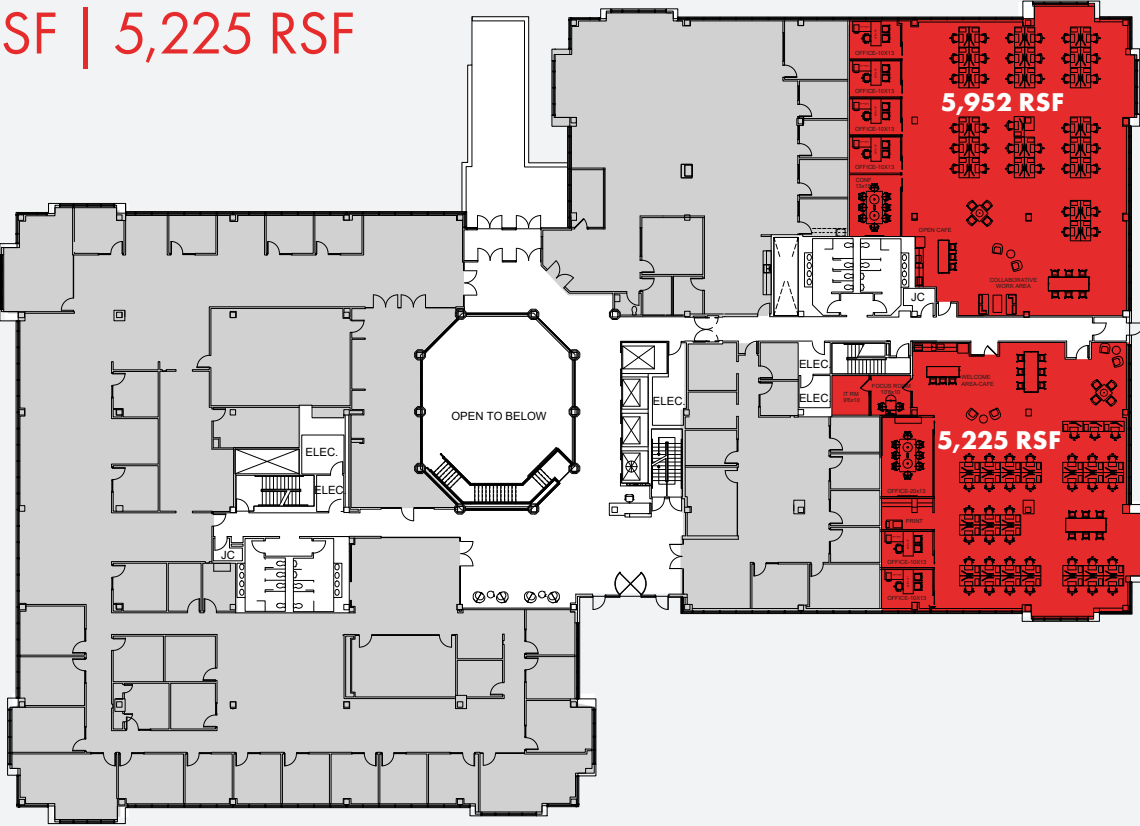 SF | 5,225 RSF
OFFICE-10X13
OFFICE-10X13
5,952 RSF
OFFICE-10X13
OFFICE-10X13
CONF
OPEN CAFE
COLLABORATIVE
WORK AREA
JC
ELEC.
ELEC.
ELEC.
IT RM
FOCUS ROOM
WELCOME
AREA-CAFE
OPEN TO BELOW
5,225 RSF
ELEC.
ELEC
OFFICE-20x13
PRINT
JC
OFFICE-10X13
OFFICE-10X13